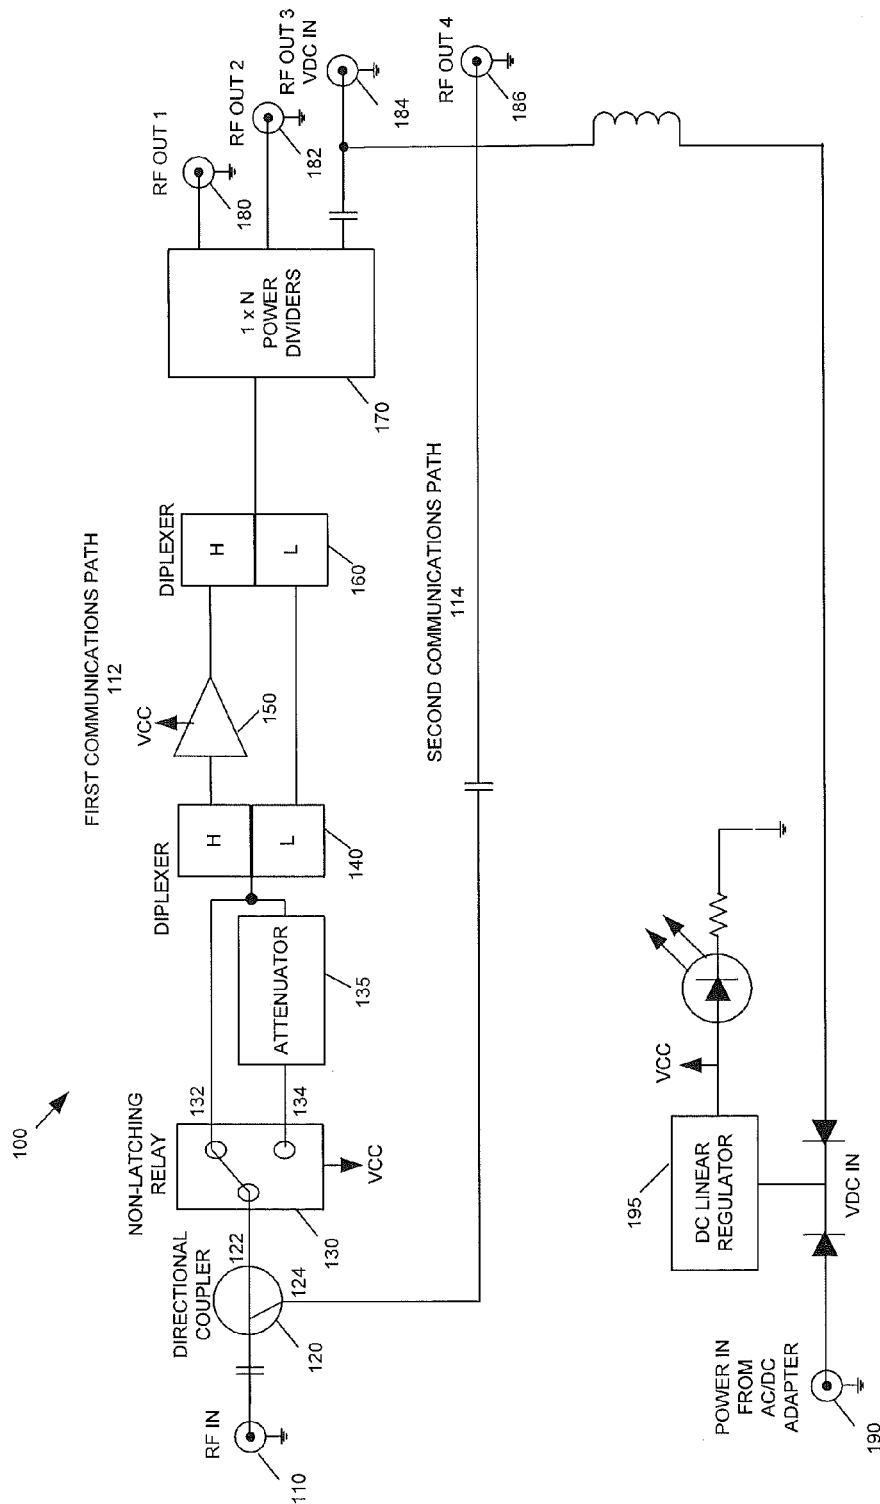 100
FIRST COMMUNICATIONS PATH
112
RF IN
110
DIRECTIONAL
COUPLER
120
122
124
NON-LATCHING
RELAY
130
132
134
VCC
ATTENUATOR
135
DIPLEXER
H
L
140
VCC
150
DIPLEXER
H
L
160
1 x N
POWER
DIVIDERS
170
RF OUT 1
180
RF OUT 2
182
RF OUT 3
VDC IN
184
RF OUT 4
186
SECOND COMMUNICATIONS PATH
114
POWER IN
FROM
AC/DC
ADAPTER
190
195
DC LINEAR
REGULATOR
VCC
VDC IN